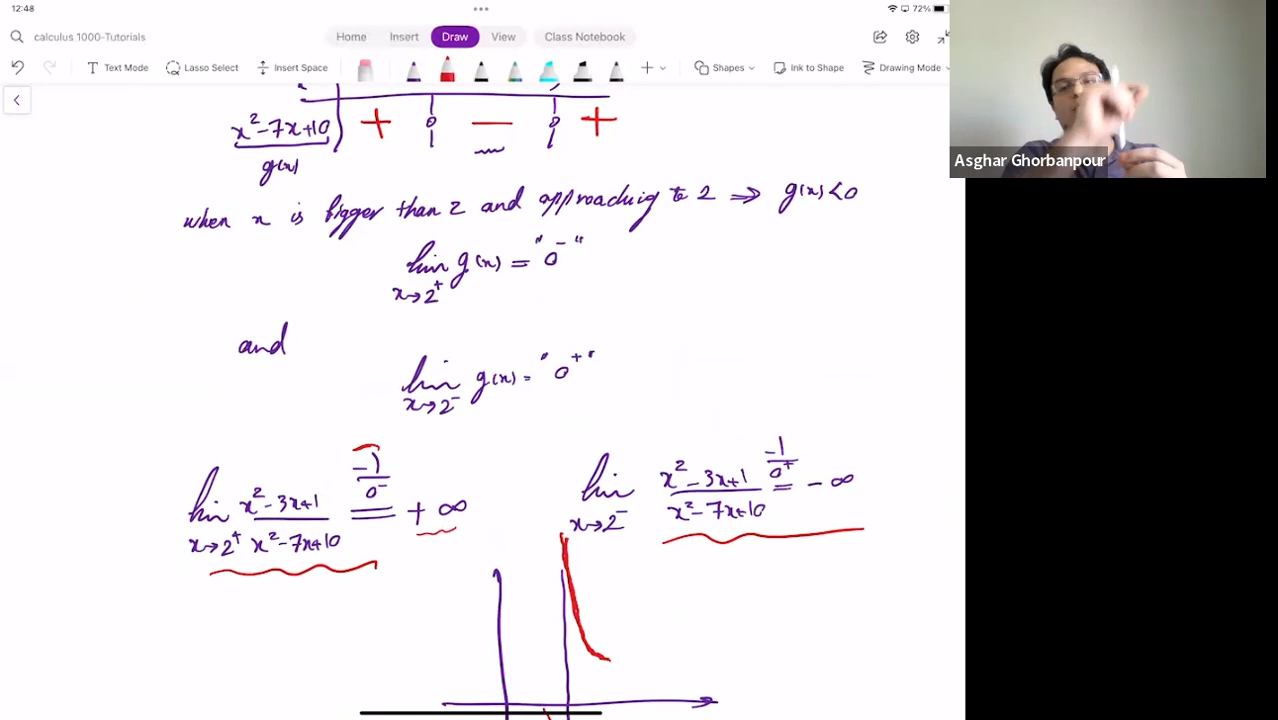 12:48
72%
calculus 1000-Tutorials
Home Insert Draw View Class Notebook
Text Mode Lasso Select Insert Space Shapes Ink to Shape Drawing Mode
x²-7x+10 + 0 — 0 +
g(x)
when x is bigger than 2 and approaching to 2 ⇒ g(x)<0
lim g(x) = "0⁻"
x→2⁺
and
lim g(x) = "0⁺"
x→2⁻
lim x²-3x+1 / x²-7x+10 = -1/0⁻ + ∞
x→2⁺
lim x²-3x+1 / x²-7x+10 = -1/0⁺ - ∞
x→2⁻
Asghar Ghorbanpour